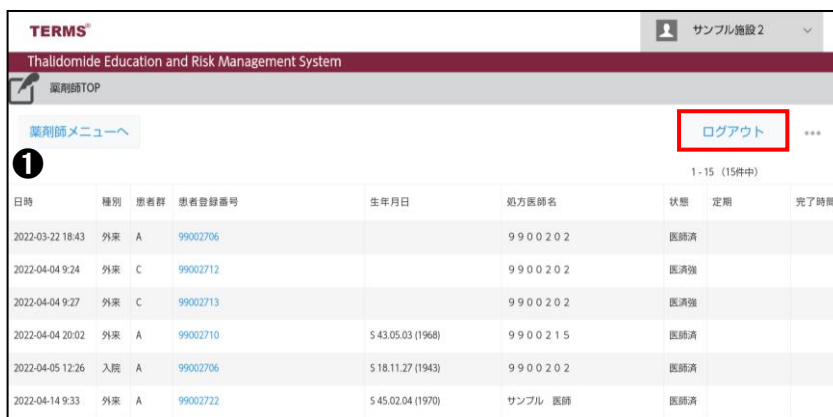 TERMS®
サンプル施設2
Thalidomide Education and Risk Management System
薬剤師TOP
薬剤師メニューへ
ログアウト
•••
❶
1 - 15 (15件中)
日時 種別 患者群 患者登録番号 生年月日 処方医師名 状態 定期 完了時間
2022-03-22 18:43 外来 A 99002706 9900202 医師済
2022-04-04 9:24 外来 C 99002712 9900202 医済強
2022-04-04 9:27 外来 C 99002713 9900202 医済強
2022-04-04 20:02 外来 A 99002710 S 43.05.03 (1968) 9900215 医師済
2022-04-05 12:26 入院 A 99002706 S 18.11.27 (1943) 9900202 医師済
2022-04-14 9:33 外来 A 99002722 S 45.02.04 (1970) サンプル 医師 医師済